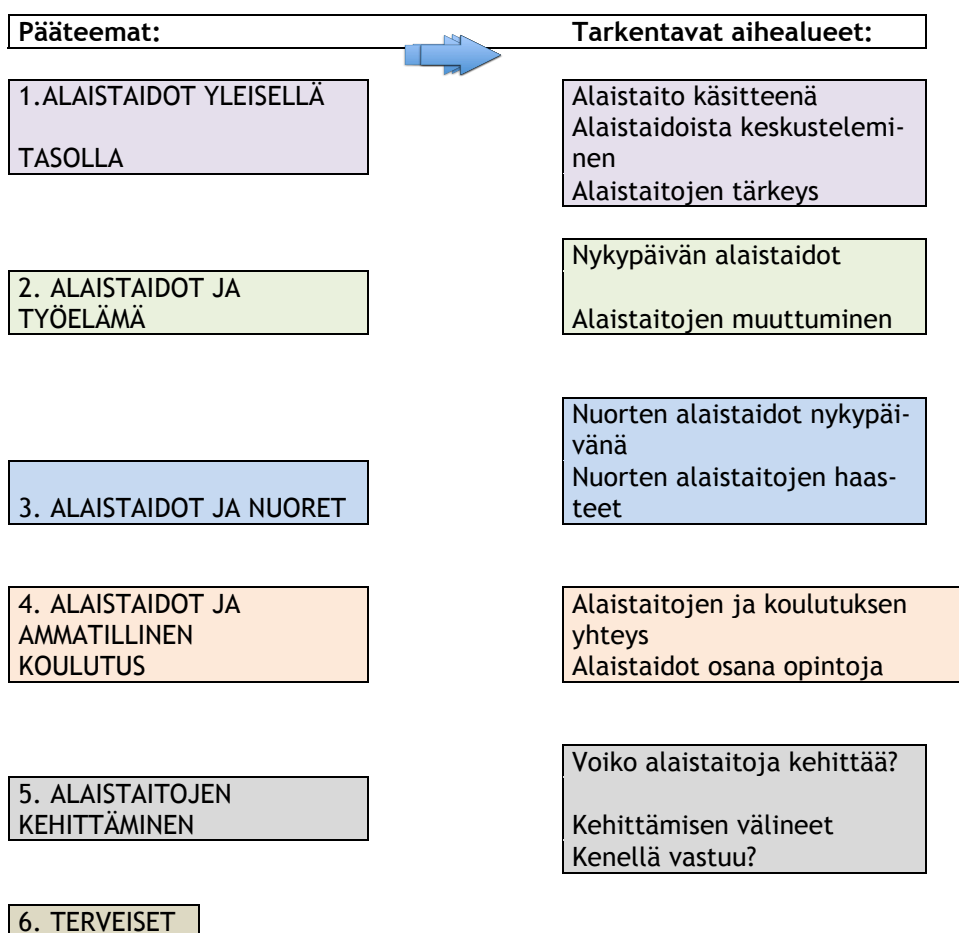 Pääteemat:
Tarkentavat aihealueet:
1.ALAISTAIDOT YLEISELLÄ
TASOLLA
Alaistaito käsitteenä
Alaistaidoista keskustelemi-
nen
Alaistaitojen tärkeys
2. ALAISTAIDOT JA
TYÖELÄMÄ
Nykypäivän alaistaidot
Alaistaitojen muuttuminen
3. ALAISTAIDOT JA NUORET
Nuorten alaistaidot nykypäi-
vänä
Nuorten alaistaitojen haas-
teet
4. ALAISTAIDOT JA
AMMATILLINEN
KOULUTUS
Alaistaitojen ja koulutuksen
yhteys
Alaistaidot osana opintoja
5. ALAISTAITOJEN
KEHITTÄMINEN
Voiko alaistaitoja kehittää?
Kehittämisen välineet
Kenellä vastuu?
6. TERVEISET